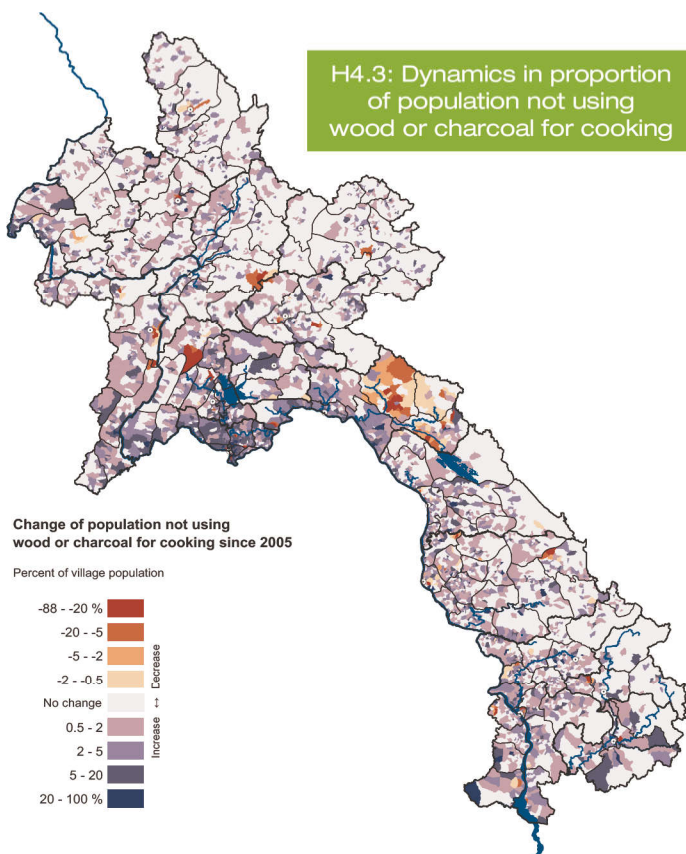 H4.3: Dynamics in proportion
of population not using
wood or charcoal for cooking
Change of population not using
wood or charcoal for cooking since 2005
Percent of village population
-88 - -20 %
-20 - -5
-5 - -2
-2 - -0.5
No change
0.5 - 2
2 - 5
5 - 20
20 - 100 %
Decrease
↔
Increase